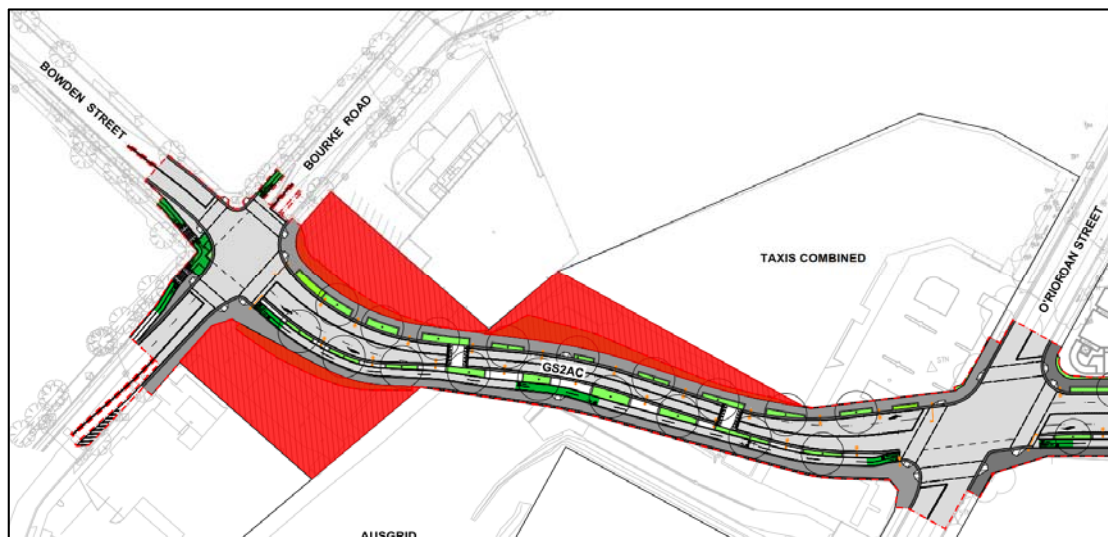 BOWDEN STREET
BOURKE ROAD
TAXIS COMBINED
O'RIORDAN STREET
GS2AC
AUSGRID